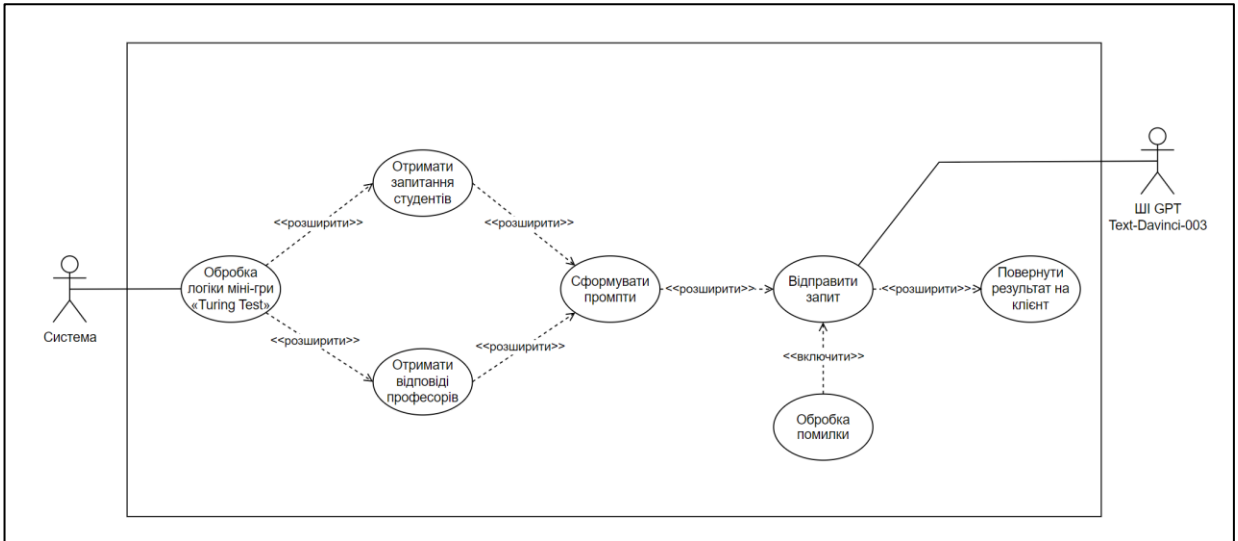 Отримати
запитання
студентів
<<розширити>>
<<розширити>>
ШІ GPT
Text-Davinci-003
Система
Обробка
логіки міні-гри
«Turing Test»
Сформувати
промпти
<<розширити>>
Відправити
запит
<<розширити>>
Повернути
результат на
клієнт
<<розширити>>
<<розширити>>
<<включити>>
Отримати
відповіді
професорів
Обробка
помилки